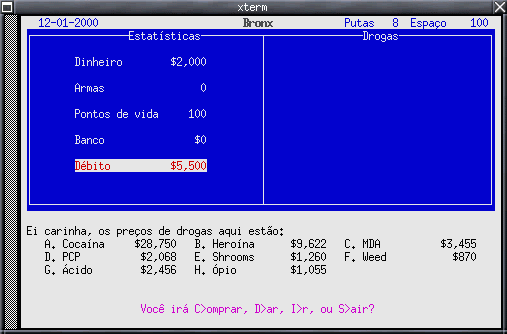 xterm
12-01-2000 Bronx Putas 8 Espaço 100
Estatísticas Drogas
Dinheiro $2,000
Armas 0
Pontos de vida 100
Banco $0
Débito $5,500
Ei carinha, os preços de drogas aqui estão:
A. Cocaína $28,750 B. Heroína $9,622 C. MDA $3,455
D. PCP $2,068 E. Shrooms $1,260 F. Weed $870
G. Ácido $2,456 H. Ópio $1,055
Você irá C>omprar, D>ar, I>r, ou S>air?